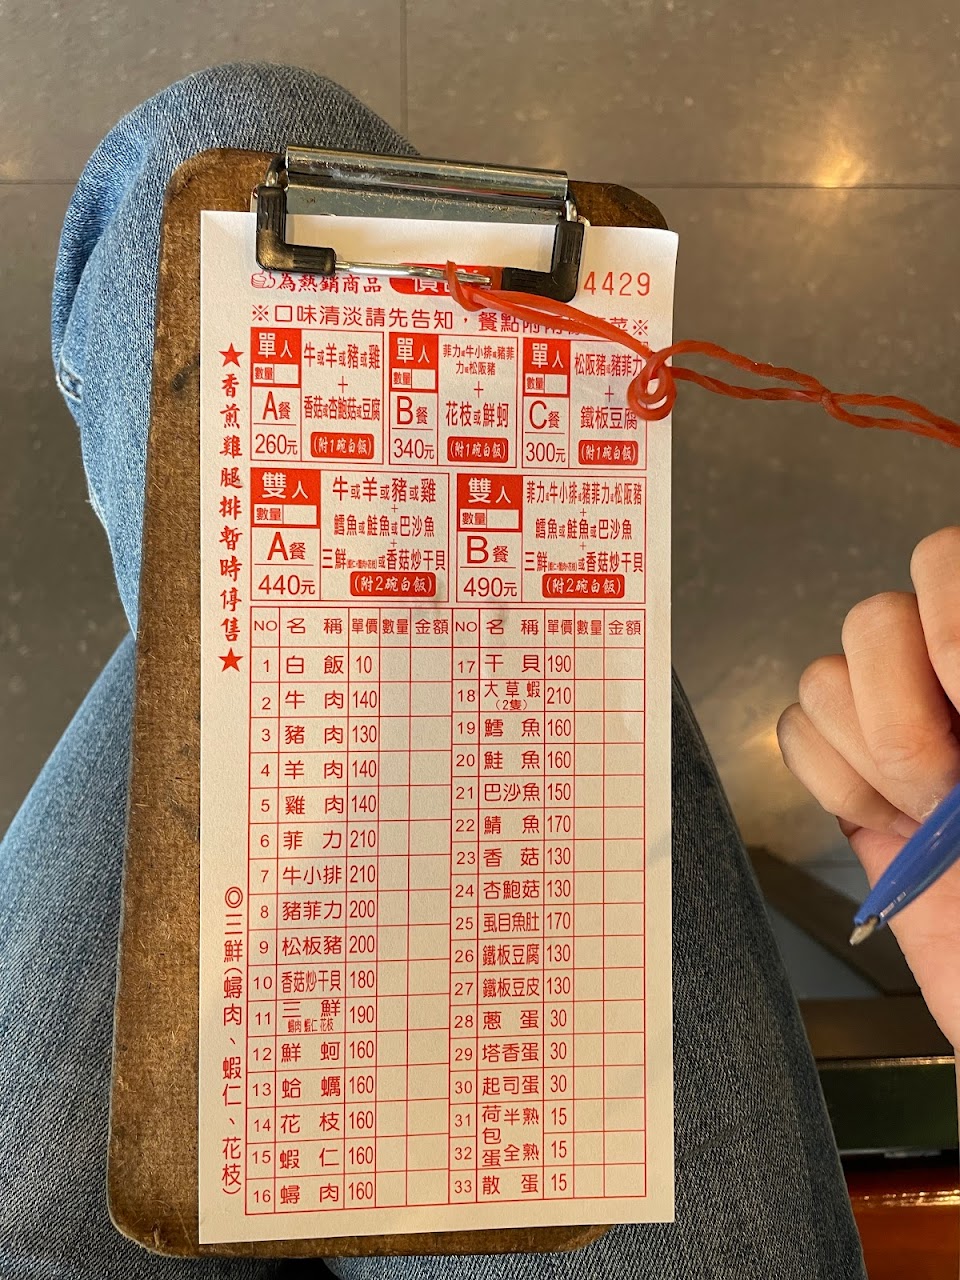 為熱銷商品
4429
※口味清淡請先告知,餐點附
※
★香煎雞腿排暫時停售★
◎三鮮(蟳肉、蝦仁、花枝)
單人
數量
A餐
260元
牛或羊或豬或雞
+
香菇或杏鮑菇或豆腐
(附1碗白飯)
單人
數量
B餐
340元
菲力或牛小排或豬菲
力或松阪豬
+
花枝或鮮蚵
(附1碗白飯)
單人
數量
C餐
300元
松阪豬或豬菲力
+
鐵板豆腐
(附1碗白飯)
雙人
數量
A餐
440元
牛或羊或豬或雞
+
鱈魚或鮭魚或巴沙魚
+
三鮮(蝦仁+蟹肉+花枝)或香菇炒干貝
(附2碗白飯)
雙人
數量
B餐
490元
菲力或牛小排或豬菲力或松阪豬
+
鱈魚或鮭魚或巴沙魚
+
三鮮(蝦仁+蟹肉+花枝)或香菇炒干貝
(附2碗白飯)
NO 名稱 單價 數量 金額
1 白飯 10
2 牛肉 140
3 豬肉 130
4 羊肉 140
5 雞肉 140
6 菲力 210
7 牛小排 210
8 豬菲力 200
9 松板豬 200
10 香菇炒干貝 180
11 三鮮 蟳肉 蝦仁 花枝 190
12 鮮蚵 160
13 蛤蠣 160
14 花枝 160
15 蝦仁 160
16 蟳肉 160
NO 名稱 單價 數量 金額
17 干貝 190
18 大草蝦(2隻) 210
19 鱈魚 160
20 鮭魚 160
21 巴沙魚 150
22 鯖魚 170
23 香菇 130
24 杏鮑菇 130
25 虱目魚肚 170
26 鐵板豆腐 130
27 鐵板豆皮 130
28 蔥蛋 30
29 塔香蛋 30
30 起司蛋 30
荷包蛋
31 半熟 15
32 全熟 15
33 散蛋 15